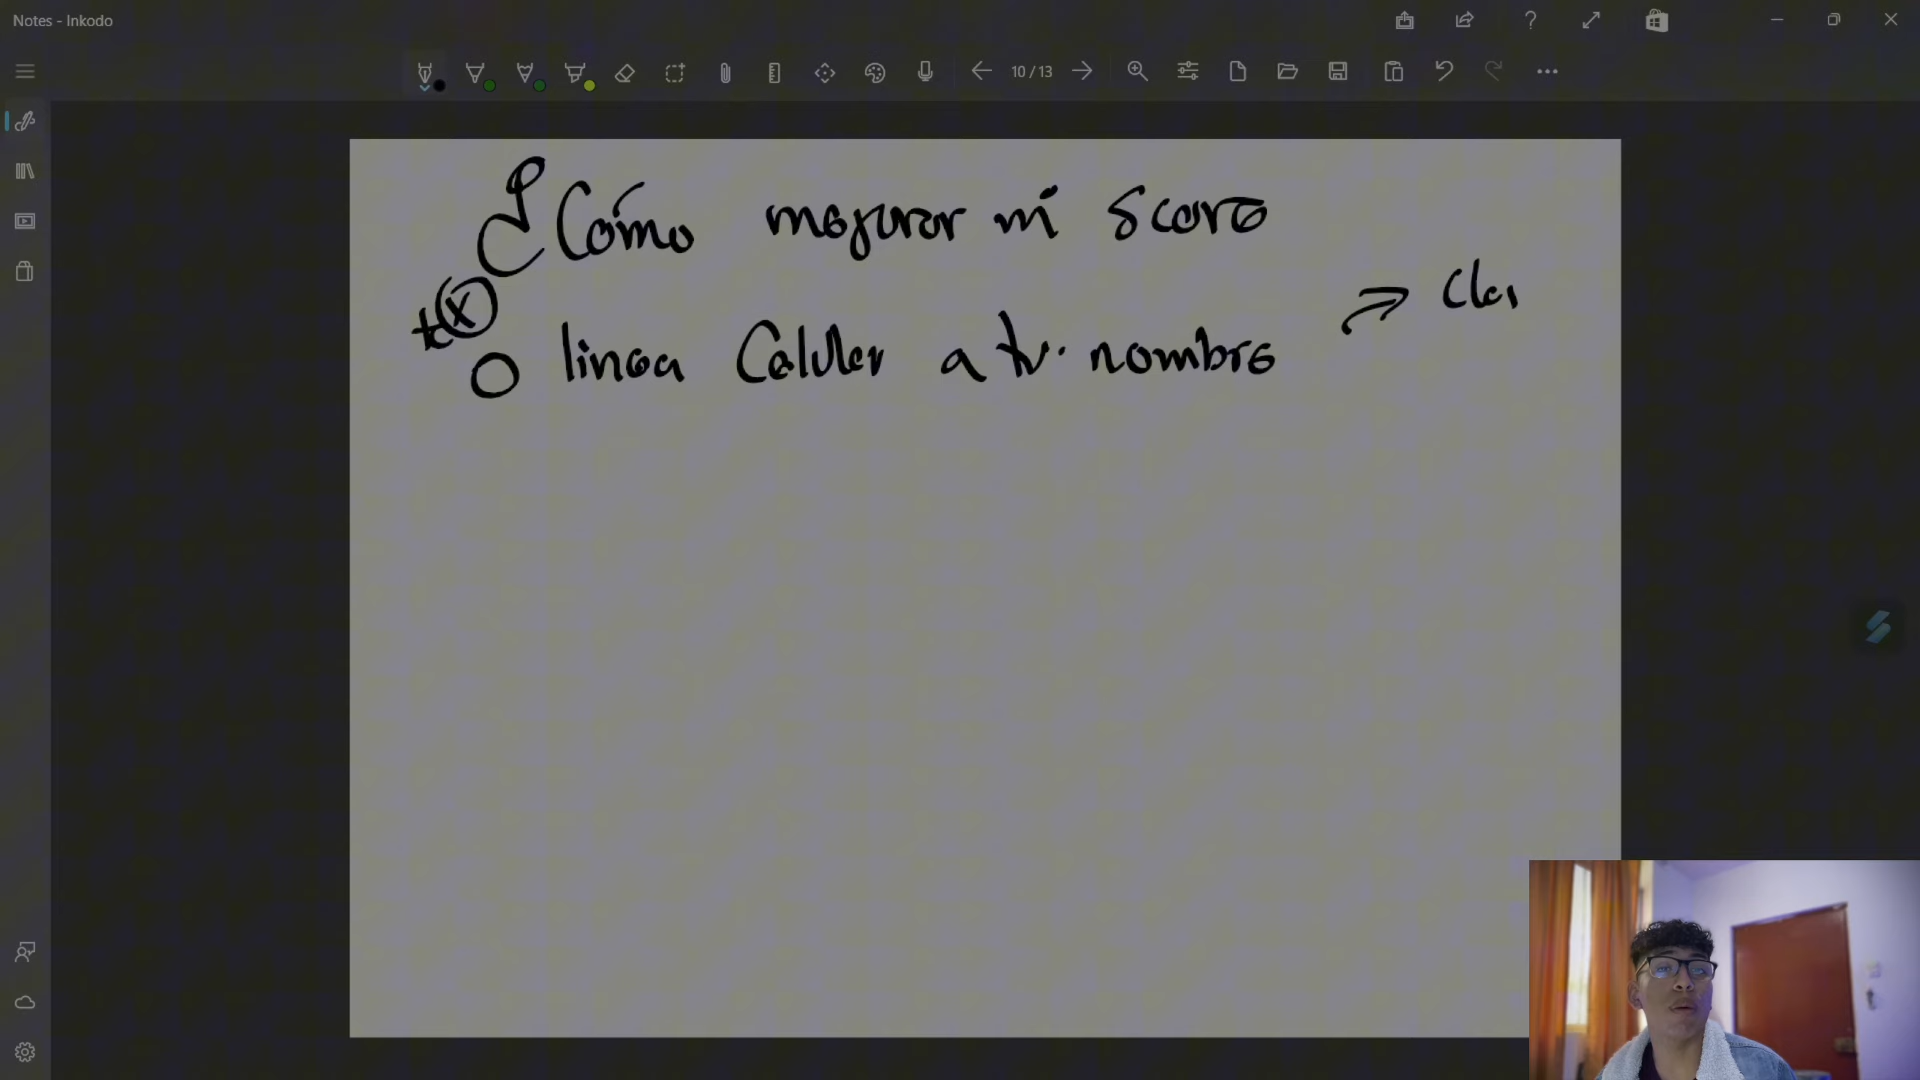 Notes - Inkodo
10 / 13
¿Cómo mejorar mi score
línea Celular a tu nombre